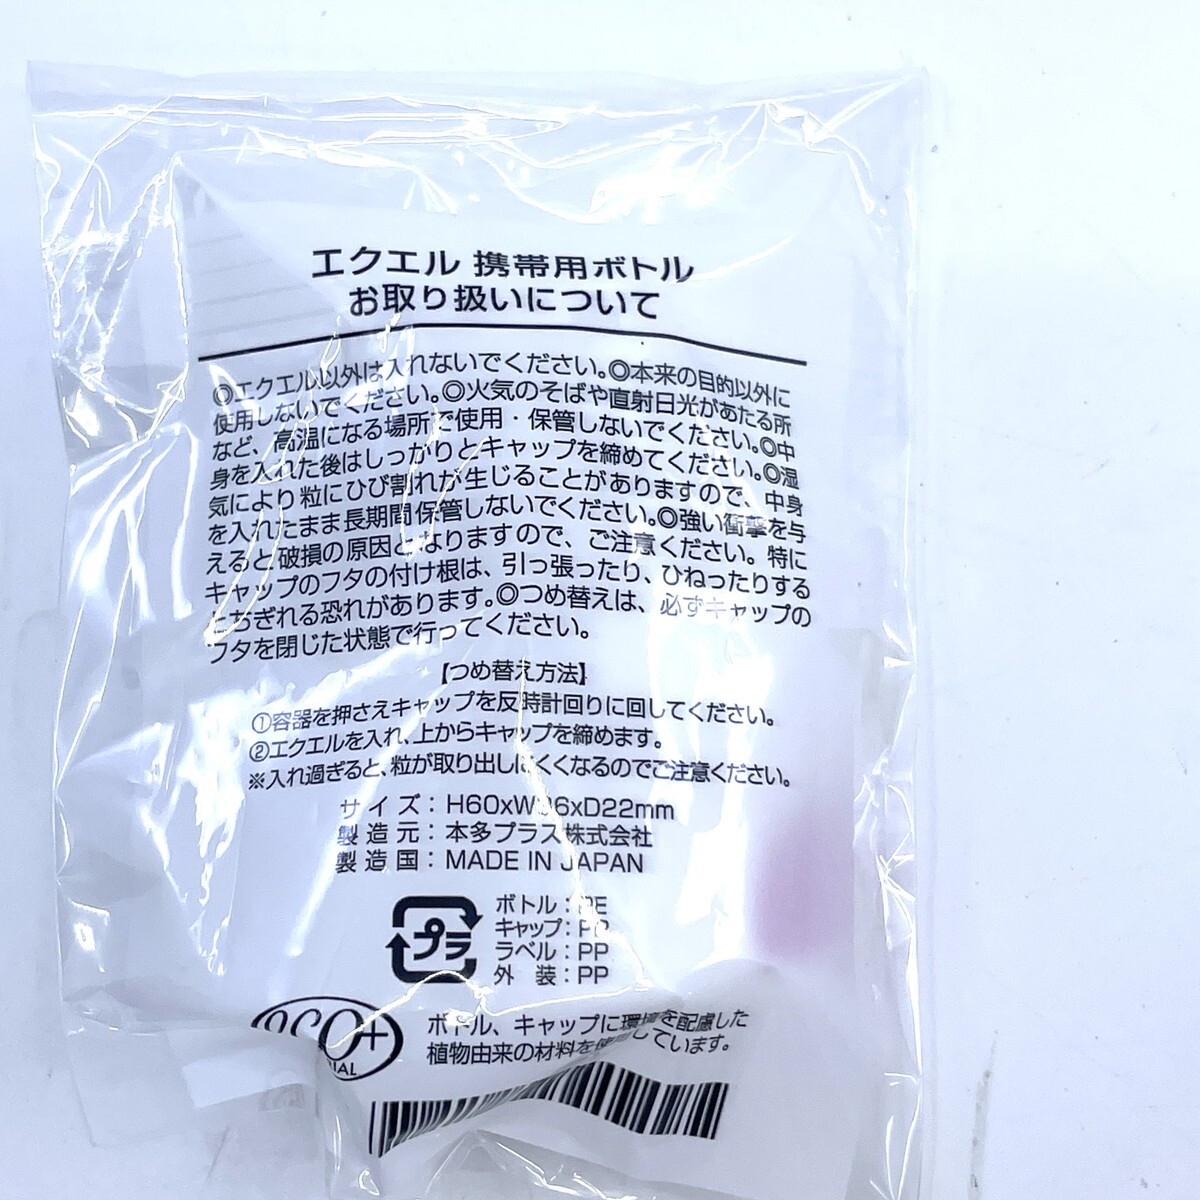 エクエル 携帯用ボトル
お取り扱いについて
◎エクエル以外は入れないでください。◎本来の目的以外に
使用しないでください。◎火気のそばや直射日光があたる所
など、高温になる場所で使用・保管しないでください。◎中
身を入れた後はしっかりとキャップを締めてください。◎湿
気により粒にひび割れが生じることがありますので、中身
を入れたまま長期間保管しないでください。◎強い衝撃を与
えると破損の原因となりますので、ご注意ください。特に
キャップのフタの付け根は、引っ張ったり、ひねったりする
とちぎれる恐れがあります。◎つめ替えは、必ずキャップの
フタを閉じた状態で行ってください。
【つめ替え方法】
①容器を押さえキャップを反時計回りに回してください。
②エクエルを入れ、上からキャップを締めます。
※入れ過ぎると、粒が取り出しにくくなるのでご注意ください。
サイズ：H60xW36xD22mm
製造元：本多プラス株式会社
製造国：MADE IN JAPAN
プラ
ボトル：PE
キャップ：PP
ラベル：PP
外 装：PP
ボトル、キャップに環境を配慮した
植物由来の材料を使用しています。